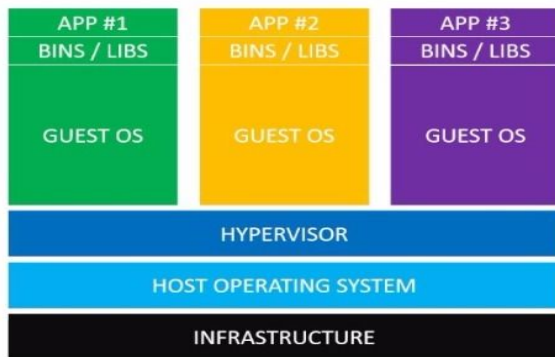 APP #1
BINS / LIBS
GUEST OS
APP #2
BINS / LIBS
GUEST OS
APP #3
BINS / LIBS
GUEST OS
HYPERVISOR
HOST OPERATING SYSTEM
INFRASTRUCTURE